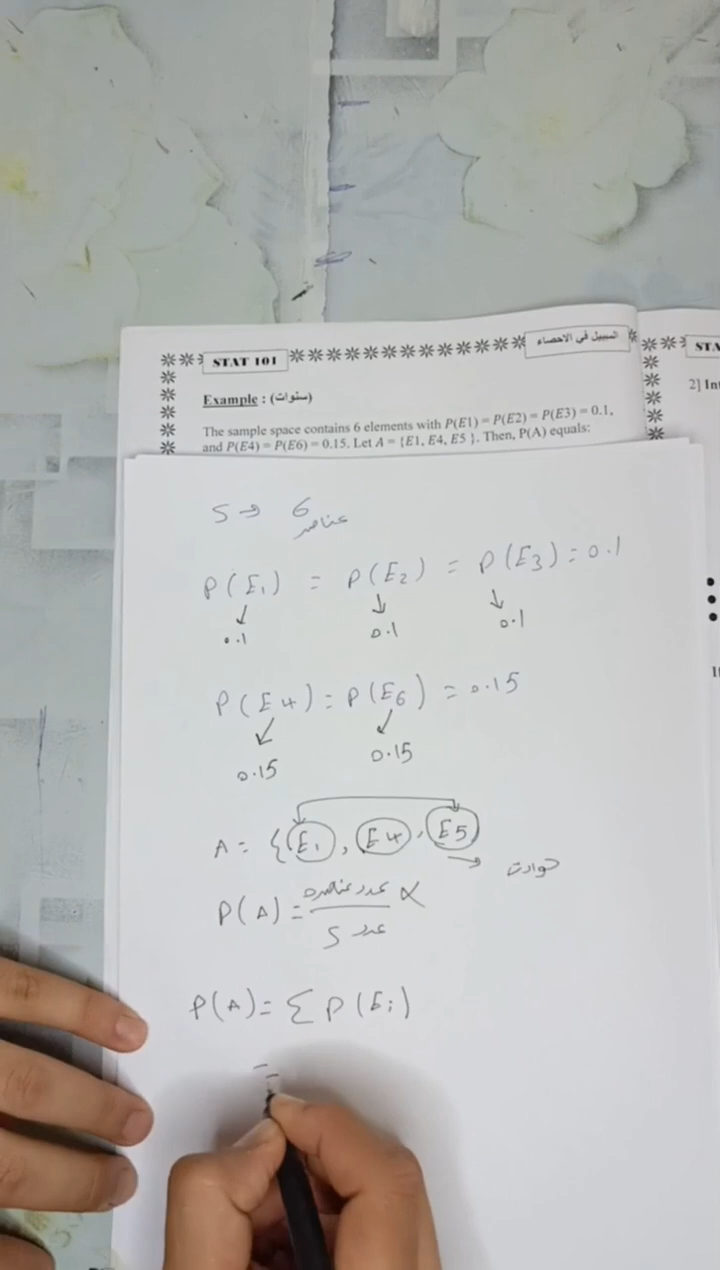 STAT 101
السبيل في الاحصاء
STA
Example : (سنوات)
2] In
The sample space contains 6 elements with P(E1) = P(E2) = P(E3) = 0.1,
and P(E4) = P(E6) = 0.15. Let A = {E1, E4, E5 }. Then, P(A) equals:
S → 6 عناصر
P(E1) = P(E2) = P(E3) = 0.1
0.1 0.1 0.1
P(E4) = P(E6) = 0.15
0.15 0.15
A = {E1, E4, E5
→ حوادث
P(A) = عدد عناصره
عدد S
P(A) = Σ P(Ei)
=